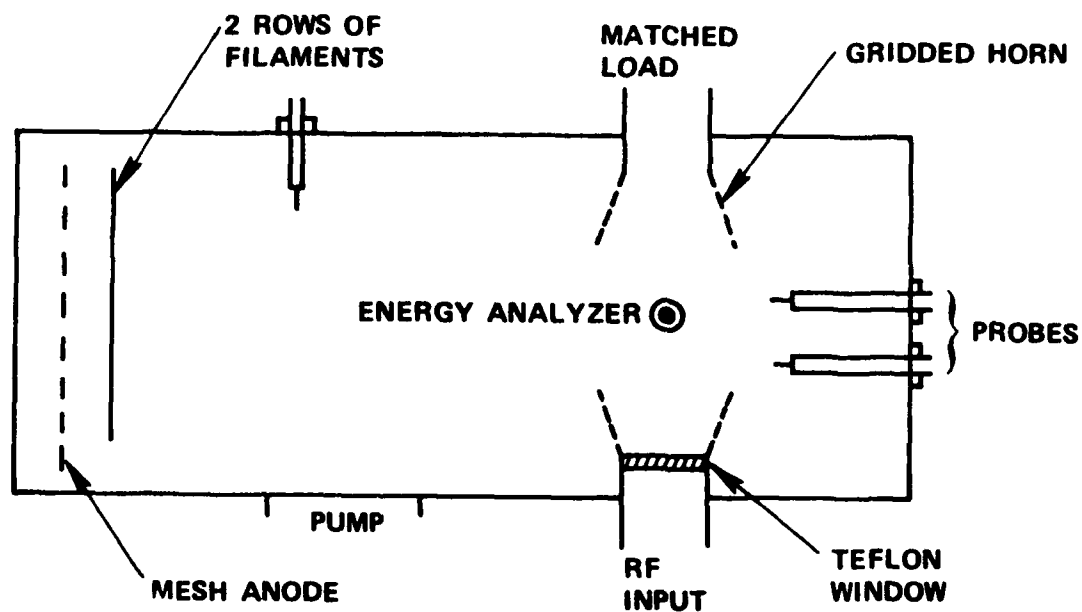 2 ROWS OF
FILAMENTS
MATCHED
LOAD
GRIDDED HORN
ENERGY ANALYZER
PROBES
PUMP
MESH ANODE
RF
INPUT
TEFLON
WINDOW